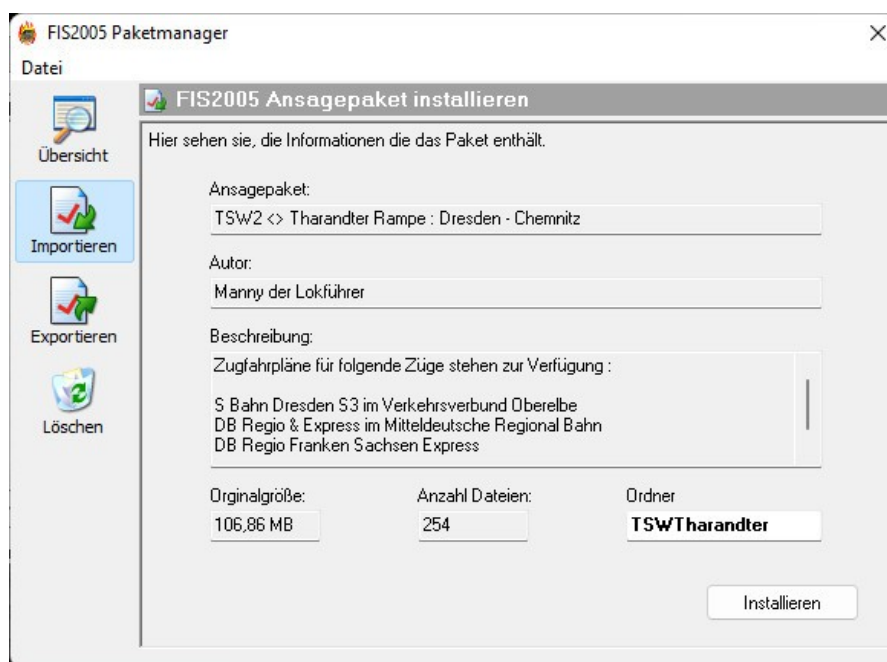 FIS2005 Paketmanager
Datei
Übersicht
Importieren
Exportieren
Löschen
FIS2005 Ansagepaket installieren
Hier sehen sie, die Informationen die das Paket enthält.
Ansagepaket:
TSW2 <> Tharandter Rampe : Dresden - Chemnitz
Autor:
Manny der Lokführer
Beschreibung:
Zugfahrpläne für folgende Züge stehen zur Verfügung :
S Bahn Dresden S3 im Verkehrsverbund Oberelbe
DB Regio & Express im Mitteldeutsche Regional Bahn
DB Regio Franken Sachsen Express
Orginalgröße: Anzahl Dateien: Ordner
106,86 MB 254 TSWTharandter
Installieren